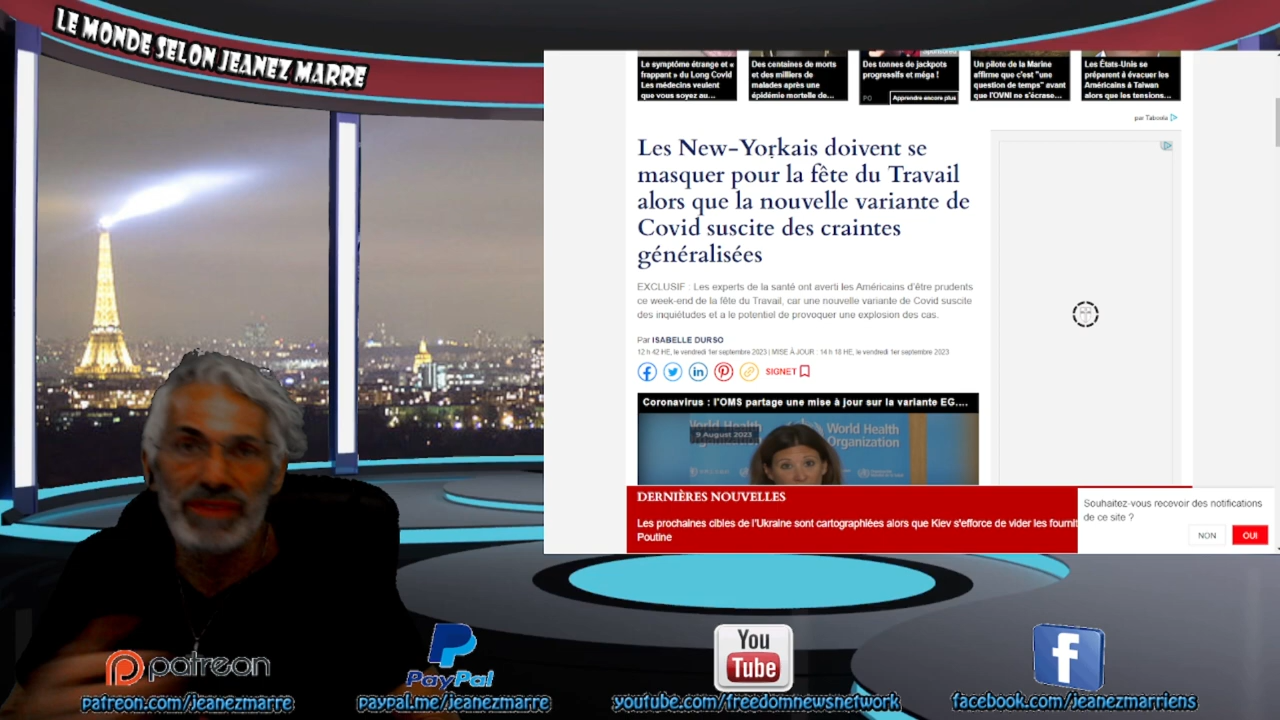 LE MONDE SELON JEANEZ MARRE
Le symptôme étrange et «
frappant » du Long Covid
Les médecins veulent
que vous soyez au...
Des centaines de morts
et des milliers de
malades après une
épidémie mortelle de...
Des tonnes de jackpots
progressifs et méga !
Apprendre encore plus
Un pilote de la Marine
affirme que c'est "une
question de temps" avant
que l'OVNI ne s'écrase...
Les États-Unis se
préparent à évacuer les
Américains à Taïwan
alors que les tensions...
par Taboola
Les New-Yorkais doivent se
masquer pour la fête du Travail
alors que la nouvelle variante de
Covid suscite des craintes
généralisées
EXCLUSIF : Les experts de la santé ont averti les Américains d'être prudents
ce week-end de la fête du Travail, car une nouvelle variante de Covid suscite
des inquiétudes et a le potentiel de provoquer une explosion des cas.
Par ISABELLE DURSO
12 h 42 HE, le vendredi 1er septembre 2023 | MISE À JOUR : 14 h 18 HE, le vendredi 1er septembre 2023
SIGNET
Coronavirus : l'OMS partage une mise à jour sur la variante EG....
World Health
9 August 2023
World Health
Organization
DERNIÈRES NOUVELLES
Les prochaines cibles de l'Ukraine sont cartographiées alors que Kiev s'efforce de vider les fournit
Poutine
Souhaitez-vous recevoir des notifications
de ce site ?
NON
OUI
patreon
PayPal
You
Tube
patreon.com/jeanezmarre
paypal.me/jeanezmarre
youtube.com/freedomnewsnetwork
facebook.com/jeanezmarriens